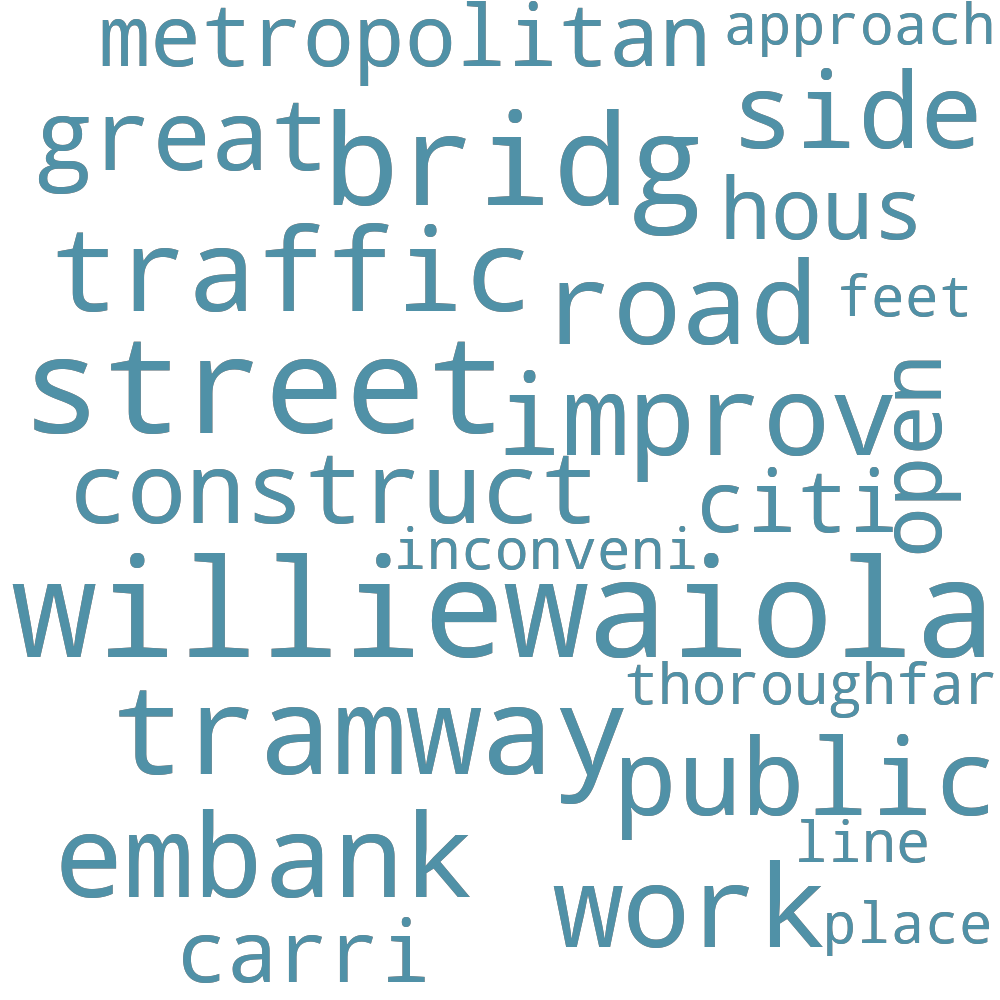 metropolitan
approach
great
bridg
side
hous
traffic
road
feet
street
improv
open
construct
citi
inconveni
williewaiola
thoroughfar
tramway
public
embank
line
work
place
carri